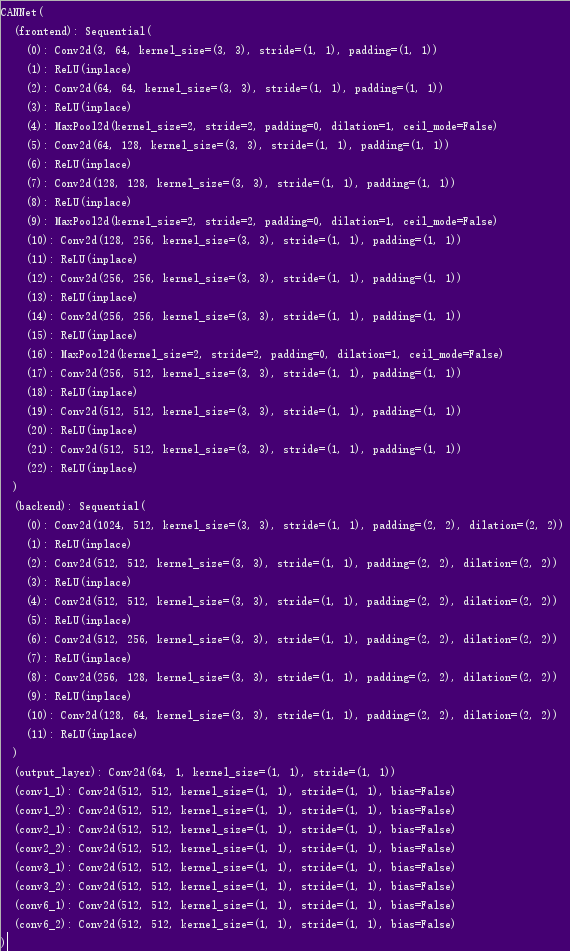 CANNet(
(frontend): Sequential(
(0): Conv2d(3, 64, kernel_size=(3, 3), stride=(1, 1), padding=(1, 1))
(1): ReLU(inplace)
(2): Conv2d(64, 64, kernel_size=(3, 3), stride=(1, 1), padding=(1, 1))
(3): ReLU(inplace)
(4): MaxPool2d(kernel_size=2, stride=2, padding=0, dilation=1, ceil_mode=False)
(5): Conv2d(64, 128, kernel_size=(3, 3), stride=(1, 1), padding=(1, 1))
(6): ReLU(inplace)
(7): Conv2d(128, 128, kernel_size=(3, 3), stride=(1, 1), padding=(1, 1))
(8): ReLU(inplace)
(9): MaxPool2d(kernel_size=2, stride=2, padding=0, dilation=1, ceil_mode=False)
(10): Conv2d(128, 256, kernel_size=(3, 3), stride=(1, 1), padding=(1, 1))
(11): ReLU(inplace)
(12): Conv2d(256, 256, kernel_size=(3, 3), stride=(1, 1), padding=(1, 1))
(13): ReLU(inplace)
(14): Conv2d(256, 256, kernel_size=(3, 3), stride=(1, 1), padding=(1, 1))
(15): ReLU(inplace)
(16): MaxPool2d(kernel_size=2, stride=2, padding=0, dilation=1, ceil_mode=False)
(17): Conv2d(256, 512, kernel_size=(3, 3), stride=(1, 1), padding=(1, 1))
(18): ReLU(inplace)
(19): Conv2d(512, 512, kernel_size=(3, 3), stride=(1, 1), padding=(1, 1))
(20): ReLU(inplace)
(21): Conv2d(512, 512, kernel_size=(3, 3), stride=(1, 1), padding=(1, 1))
(22): ReLU(inplace)
)
(backend): Sequential(
(0): Conv2d(1024, 512, kernel_size=(3, 3), stride=(1, 1), padding=(2, 2), dilation=(2, 2))
(1): ReLU(inplace)
(2): Conv2d(512, 512, kernel_size=(3, 3), stride=(1, 1), padding=(2, 2), dilation=(2, 2))
(3): ReLU(inplace)
(4): Conv2d(512, 512, kernel_size=(3, 3), stride=(1, 1), padding=(2, 2), dilation=(2, 2))
(5): ReLU(inplace)
(6): Conv2d(512, 256, kernel_size=(3, 3), stride=(1, 1), padding=(2, 2), dilation=(2, 2))
(7): ReLU(inplace)
(8): Conv2d(256, 128, kernel_size=(3, 3), stride=(1, 1), padding=(2, 2), dilation=(2, 2))
(9): ReLU(inplace)
(10): Conv2d(128, 64, kernel_size=(3, 3), stride=(1, 1), padding=(2, 2), dilation=(2, 2))
(11): ReLU(inplace)
)
(output_layer): Conv2d(64, 1, kernel_size=(1, 1), stride=(1, 1))
(conv1_1): Conv2d(512, 512, kernel_size=(1, 1), stride=(1, 1), bias=False)
(conv1_2): Conv2d(512, 512, kernel_size=(1, 1), stride=(1, 1), bias=False)
(conv2_1): Conv2d(512, 512, kernel_size=(1, 1), stride=(1, 1), bias=False)
(conv2_2): Conv2d(512, 512, kernel_size=(1, 1), stride=(1, 1), bias=False)
(conv3_1): Conv2d(512, 512, kernel_size=(1, 1), stride=(1, 1), bias=False)
(conv3_2): Conv2d(512, 512, kernel_size=(1, 1), stride=(1, 1), bias=False)
(conv6_1): Conv2d(512, 512, kernel_size=(1, 1), stride=(1, 1), bias=False)
(conv6_2): Conv2d(512, 512, kernel_size=(1, 1), stride=(1, 1), bias=False)
)